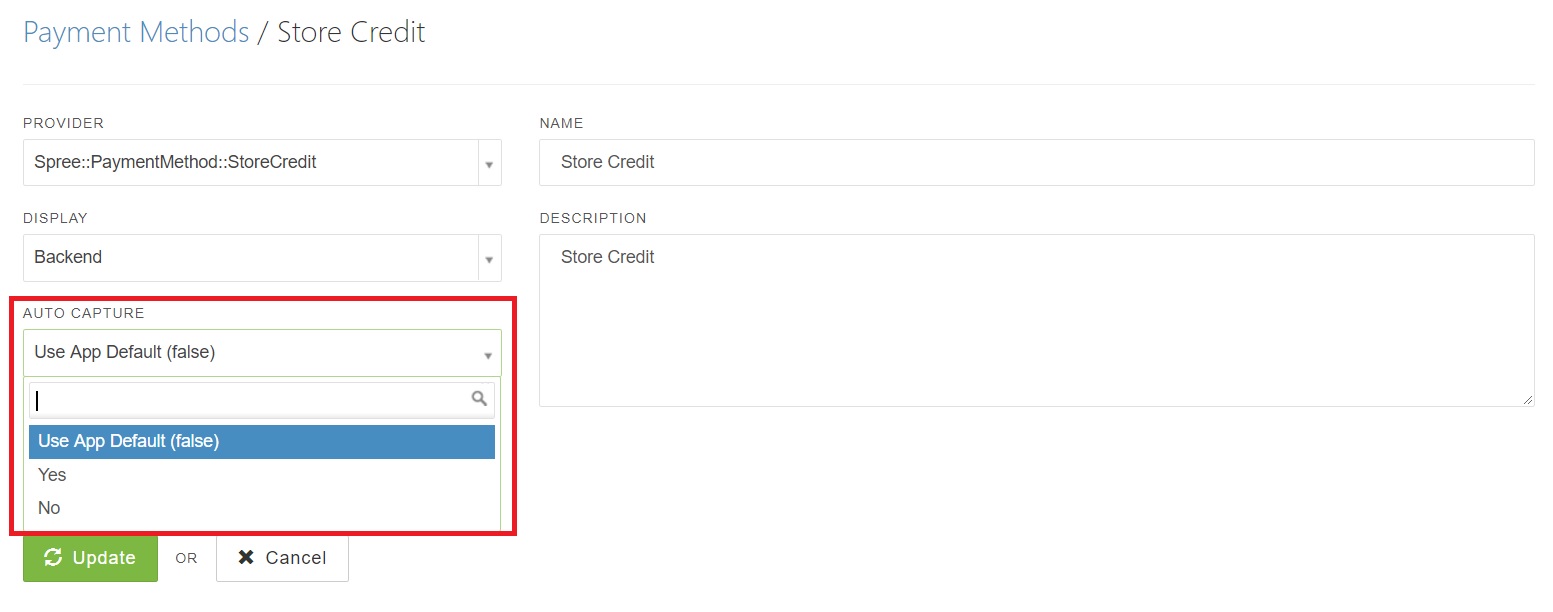 Payment Methods / Store Credit
PROVIDER
Spree::PaymentMethod::StoreCredit
NAME
Store Credit
DISPLAY
Backend
DESCRIPTION
Store Credit
AUTO CAPTURE
Use App Default (false)
Use App Default (false)
Yes
No
Update OR Cancel